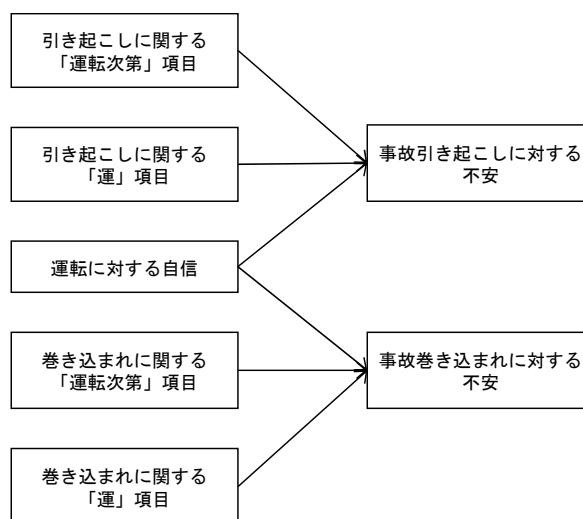 引き起こしに関する
「運転次第」項目
引き起こしに関する
「運」項目
運転に対する自信
巻き込まれに関する
「運転次第」項目
巻き込まれに関する
「運」項目
事故引き起こしに対する
不安
事故巻き込まれに対する
不安